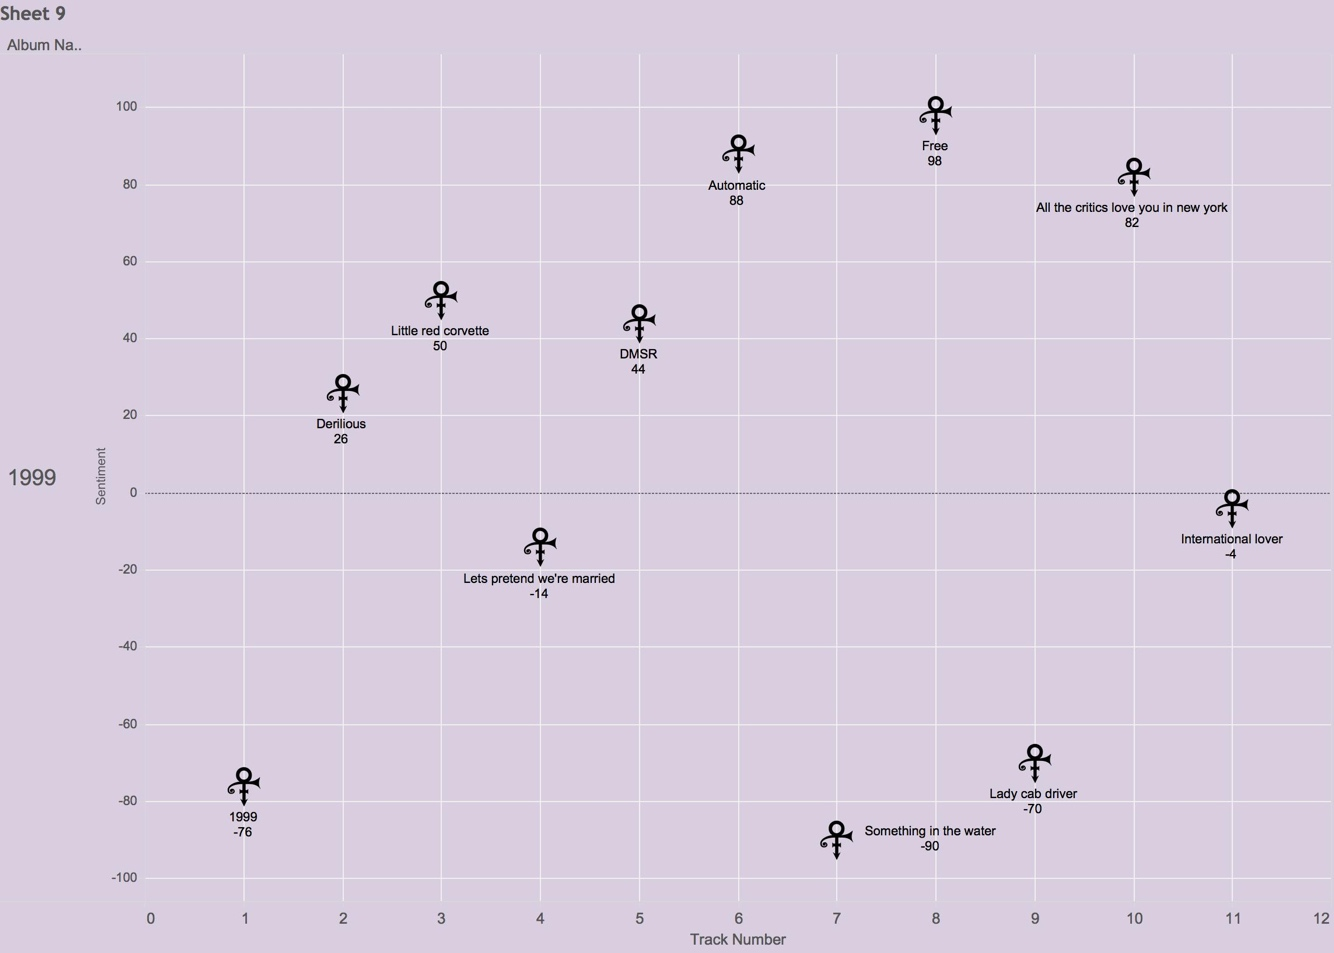 Sheet 9
Album Na..
1999
Sentiment
100
80
60
40
20
0
-20
-40
-60
-80
-100
Free
98
Automatic
88
All the critics love you in new york
82
Little red corvette
50
DMSR
44
Derilious
26
International lover
-4
Lets pretend we're married
-14
Lady cab driver
-70
1999
-76
Something in the water
-90
0 1 2 3 4 5 6 7 8 9 10 11 12
Track Number